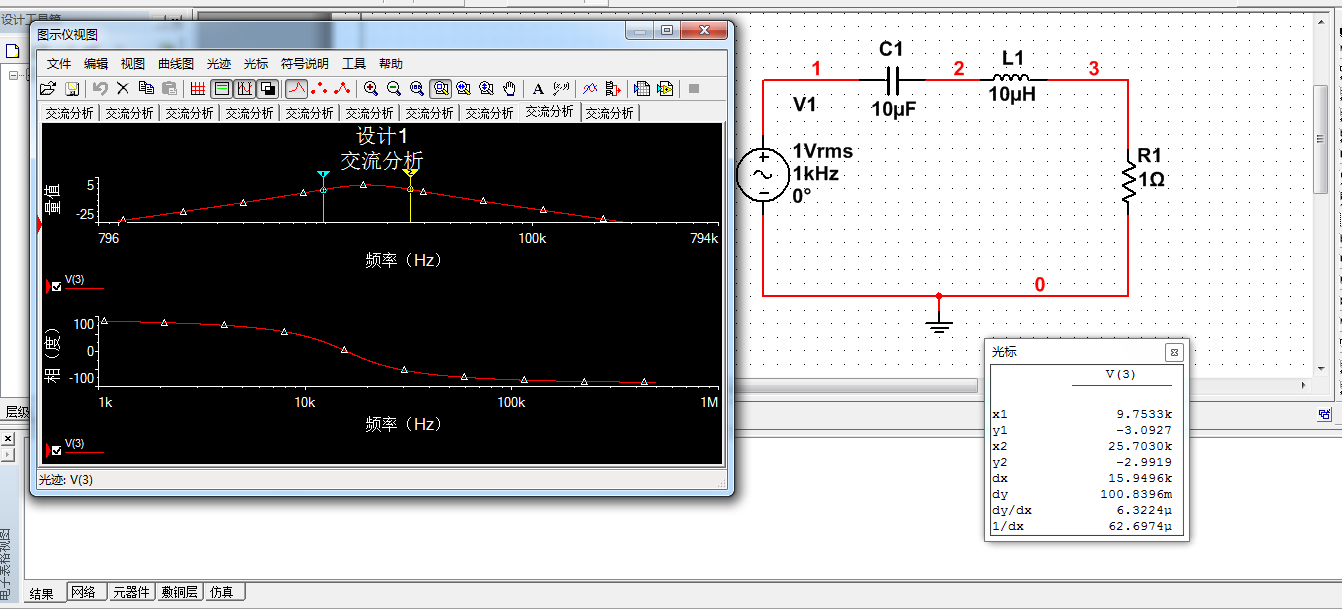 设计工具箱
图示仪视图
文件 编辑 视图 曲线图 光迹 光标 符号说明 工具 帮助
交流分析 交流分析 交流分析 交流分析 交流分析 交流分析 交流分析 交流分析 交流分析 交流分析
设计1
交流分析
量值
5
-25
796
100k
794k
频率（Hz）
V(3)
相（度）
100
0
-100
1k
10k
100k
1M
频率（Hz）
V(3)
光迹: V(3)
1
C1
10µF
2
L1
10µH
3
V1
1Vrms
1kHz
0°
R1
1Ω
0
光标
V(3)
x1 9.7533k
y1 -3.0927
x2 25.7030k
y2 -2.9919
dx 15.9496k
dy 100.8396m
dy/dx 6.3224µ
1/dx 62.6974µ
层级
电子表格视图
结果 网络 元器件 敷铜层 仿真